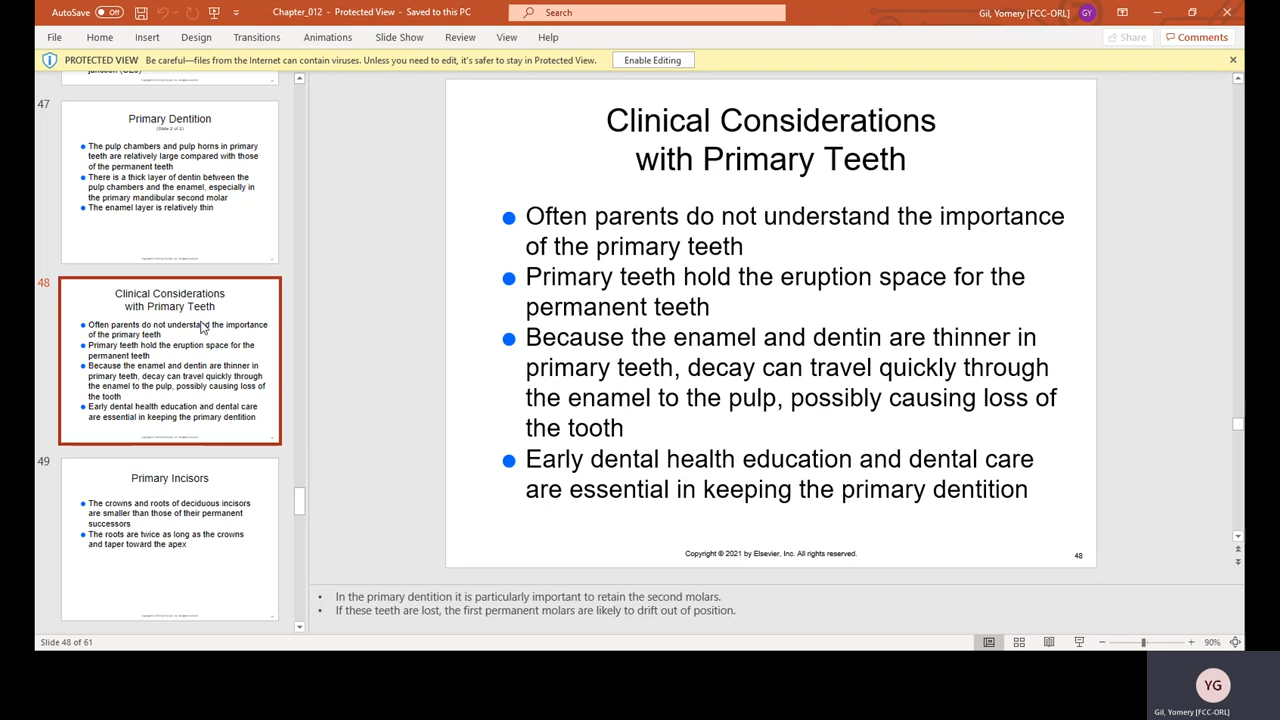 AutoSave Off Chapter_012 - Protected View - Saved to this PC Search Gil, Yomery [FCC-ORL] GY
File Home Insert Design Transitions Animations Slide Show Review View Help Share Comments
PROTECTED VIEW Be careful—files from the Internet can contain viruses. Unless you need to edit, it's safer to stay in Protected View. Enable Editing
47
Primary Dentition
(Slide 2 of 2)
The pulp chambers and pulp horns in primary
teeth are relatively large compared with those
of the permanent teeth
There is a thick layer of dentin between the
pulp chambers and the enamel, especially in
the primary mandibular second molar
The enamel layer is relatively thin
48
Clinical Considerations
with Primary Teeth
Often parents do not understand the importance
of the primary teeth
Primary teeth hold the eruption space for the
permanent teeth
Because the enamel and dentin are thinner in
primary teeth, decay can travel quickly through
the enamel to the pulp, possibly causing loss of
the tooth
Early dental health education and dental care
are essential in keeping the primary dentition
49
Primary Incisors
The crowns and roots of deciduous incisors
are smaller than those of their permanent
successors
The roots are twice as long as the crowns
and taper toward the apex
Clinical Considerations
with Primary Teeth
Often parents do not understand the importance
of the primary teeth
Primary teeth hold the eruption space for the
permanent teeth
Because the enamel and dentin are thinner in
primary teeth, decay can travel quickly through
the enamel to the pulp, possibly causing loss of
the tooth
Early dental health education and dental care
are essential in keeping the primary dentition
Copyright © 2021 by Elsevier, Inc. All rights reserved. 48
• In the primary dentition it is particularly important to retain the second molars.
• If these teeth are lost, the first permanent molars are likely to drift out of position.
Slide 48 of 61 90%
YG
Gil, Yomery [FCC-ORL]